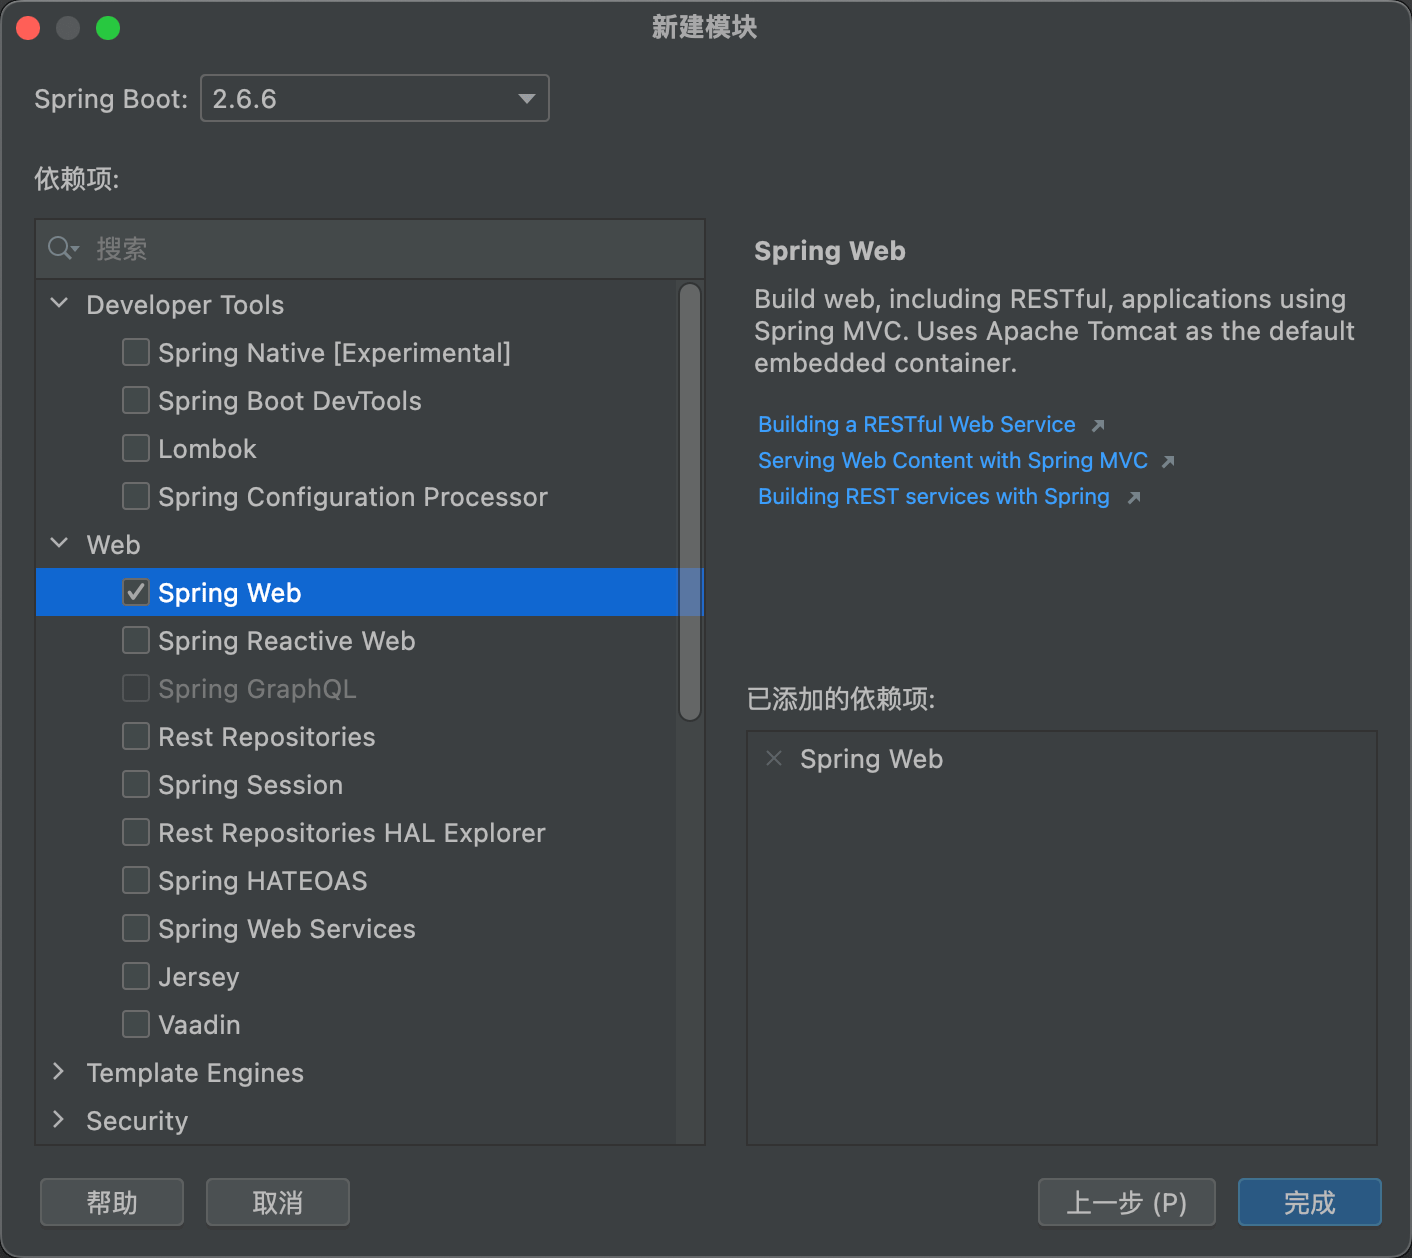 新建模块
Spring Boot: 2.6.6
依赖项:
搜索
Developer Tools
Spring Native [Experimental]
Spring Boot DevTools
Lombok
Spring Configuration Processor
Web
Spring Web
Spring Reactive Web
Spring GraphQL
Rest Repositories
Spring Session
Rest Repositories HAL Explorer
Spring HATEOAS
Spring Web Services
Jersey
Vaadin
Template Engines
Security
Spring Web
Build web, including RESTful, applications using
Spring MVC. Uses Apache Tomcat as the default
embedded container.
Building a RESTful Web Service
Serving Web Content with Spring MVC
Building REST services with Spring
已添加的依赖项:
Spring Web
帮助
取消
上一步 (P)
完成